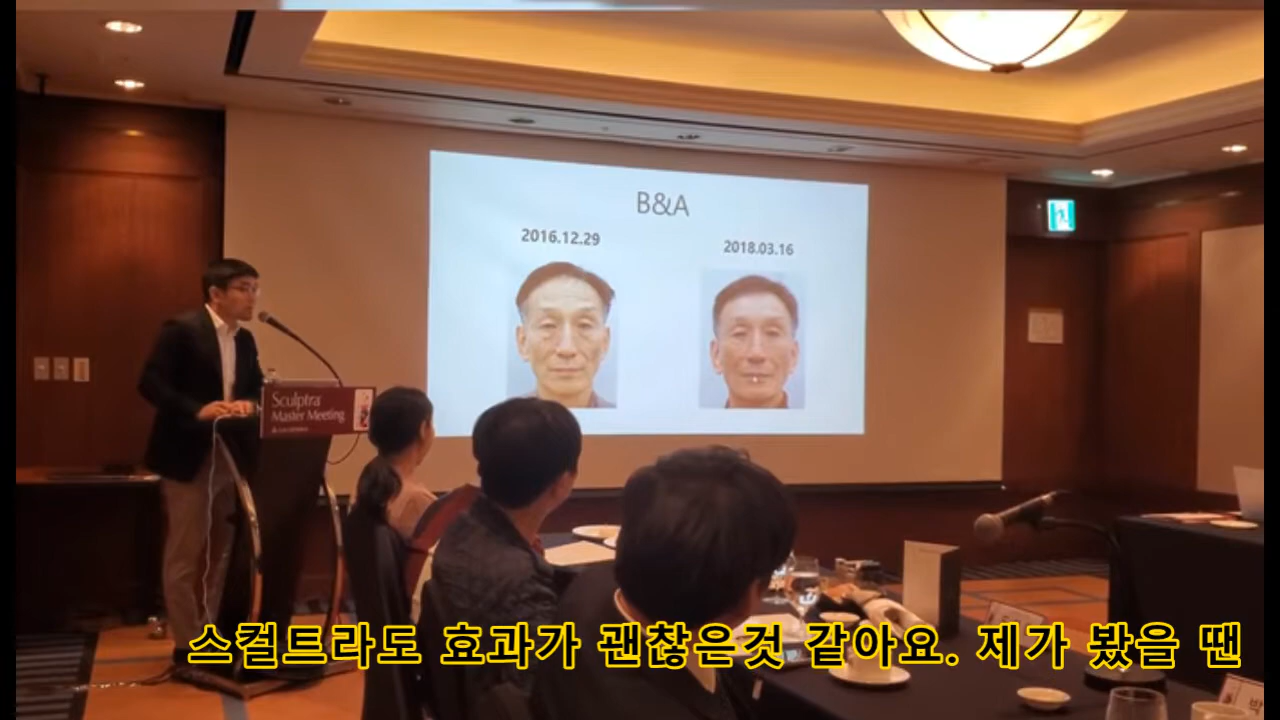 B&A
2016.12.29
2018.03.16
Sculptra
Master Meeting
박
스컬트라도 효과가 괜찮은것 같아요. 제가 봤을 땐